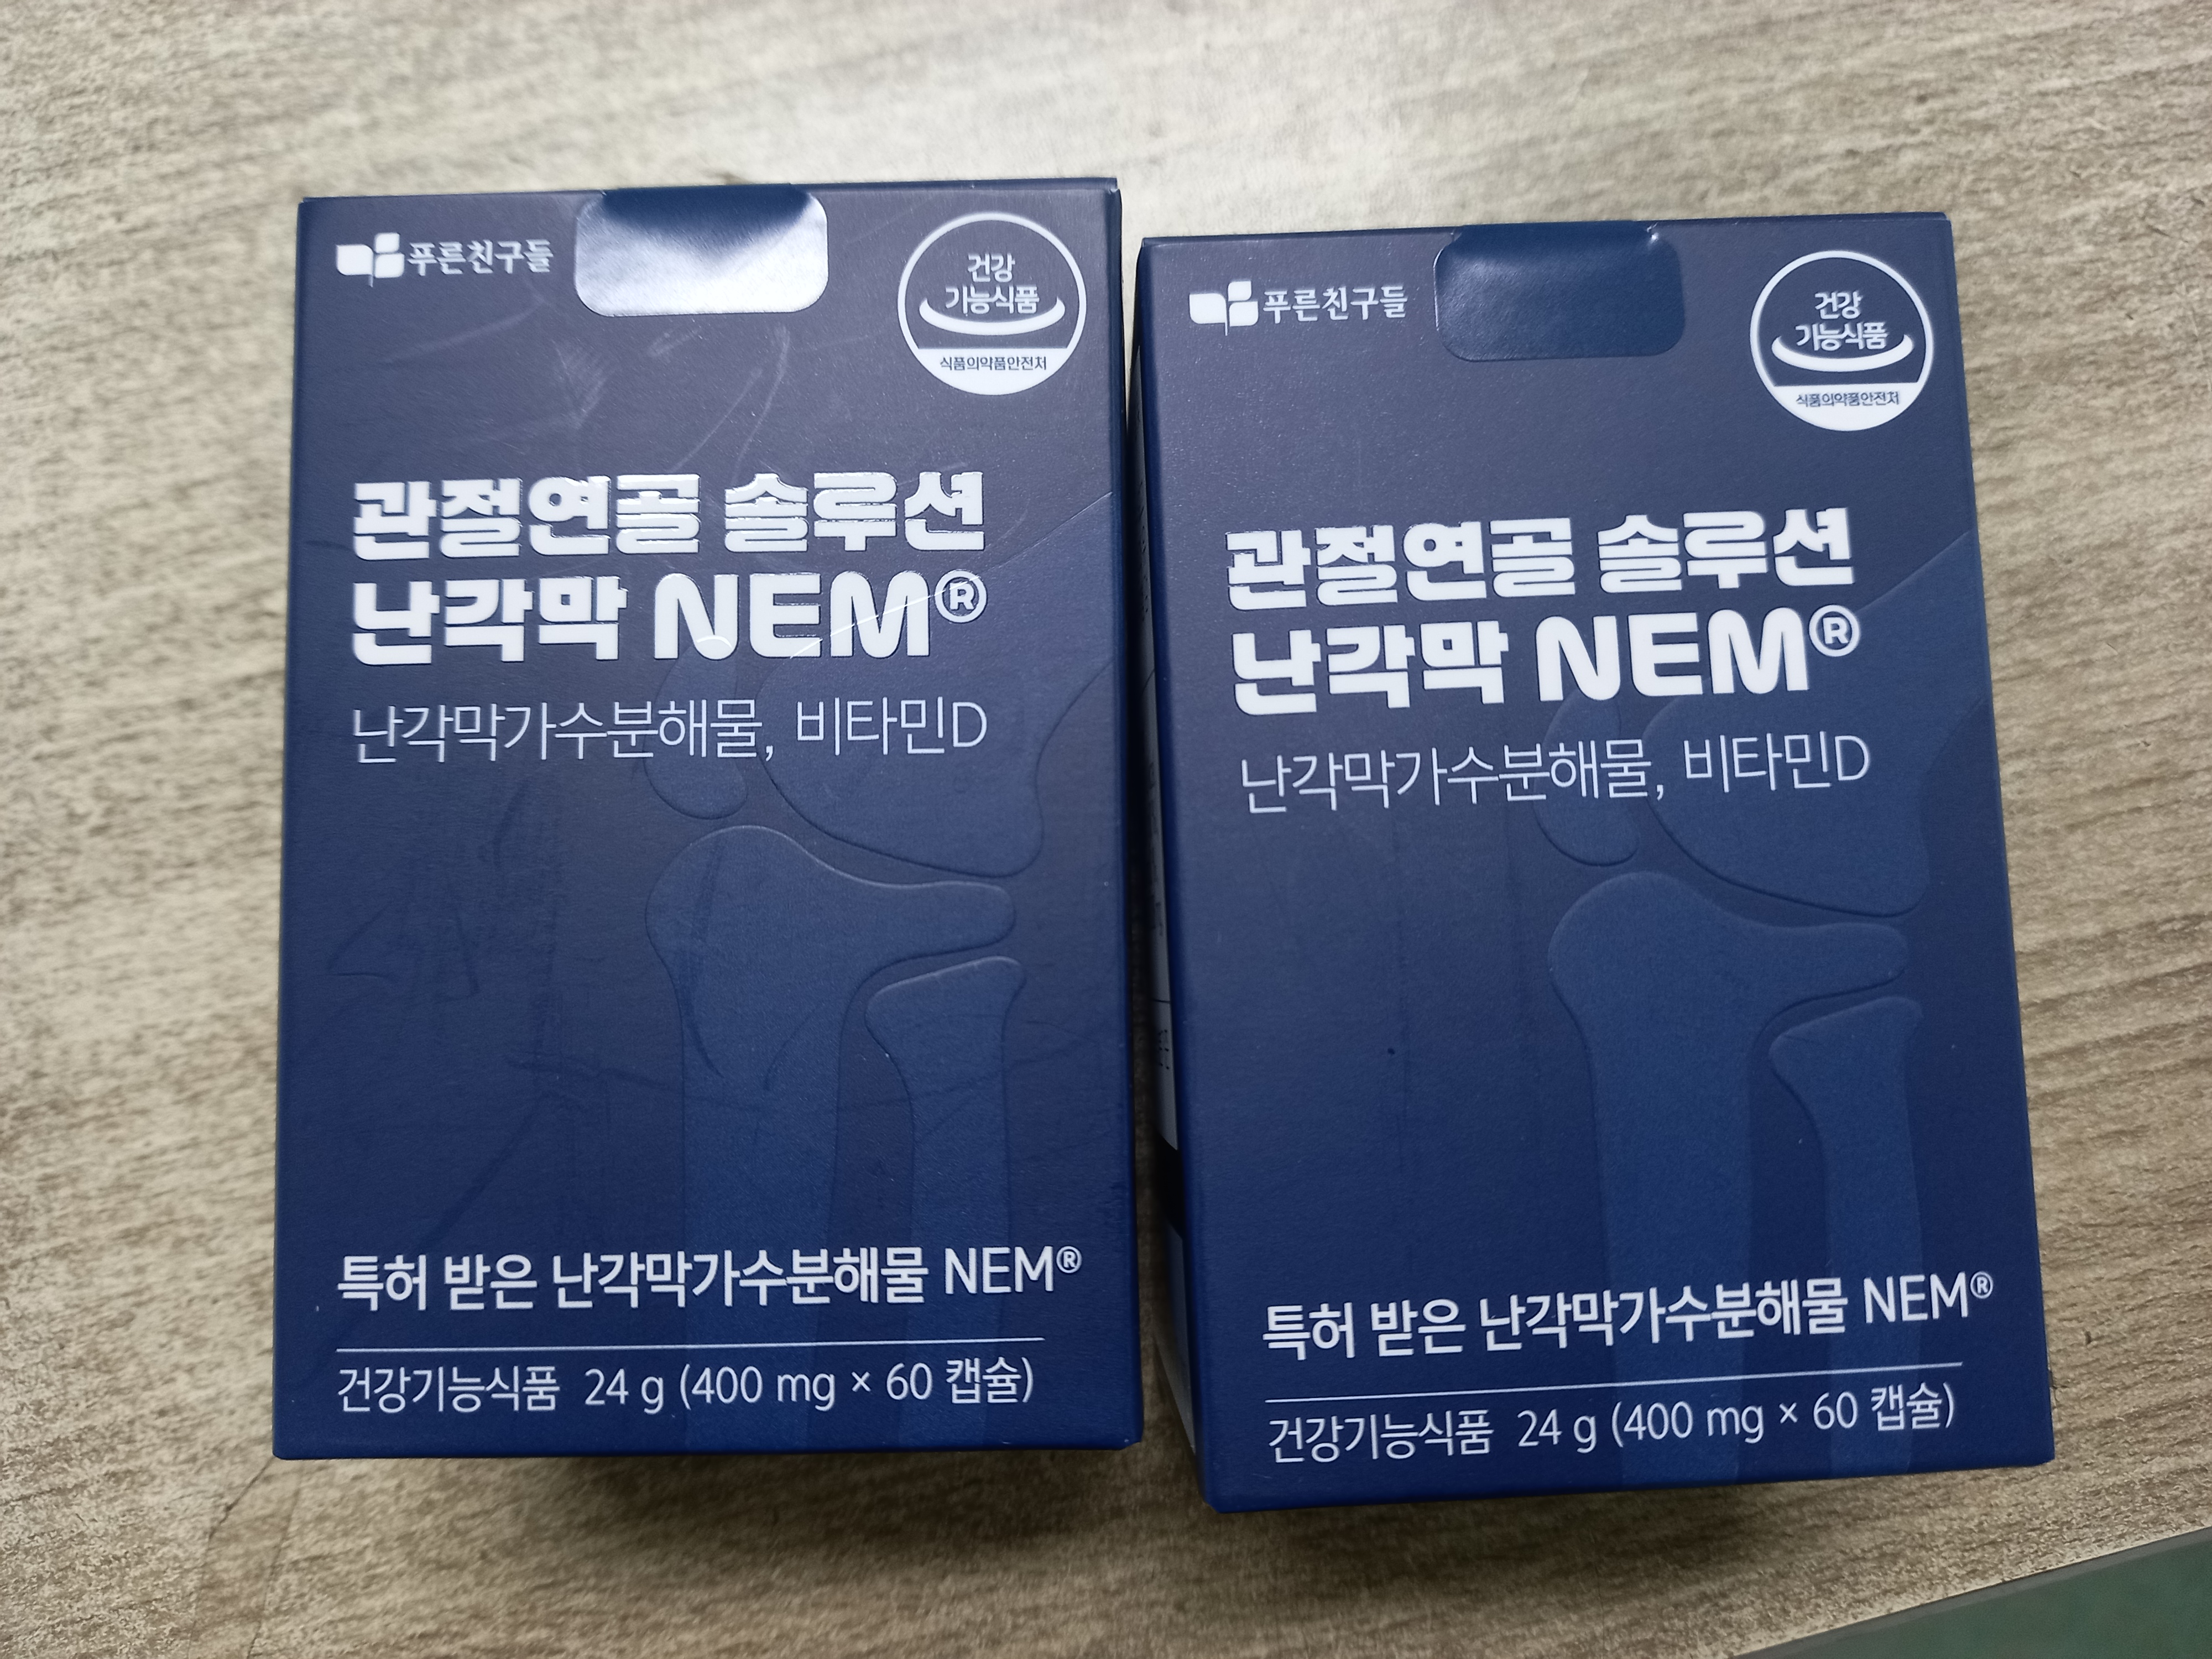 푸른친구들
건강
기능식품
식품의약품안전처
관절연골 솔루션
난각막 NEM®
난각막가수분해물, 비타민D
특허 받은 난각막가수분해물 NEM®
건강기능식품 24 g (400 mg × 60 캡슐)
푸른친구들
건강
기능식품
식품의약품안전처
관절연골 솔루션
난각막 NEM®
난각막가수분해물, 비타민D
특허 받은 난각막가수분해물 NEM®
건강기능식품 24 g (400 mg × 60 캡슐)